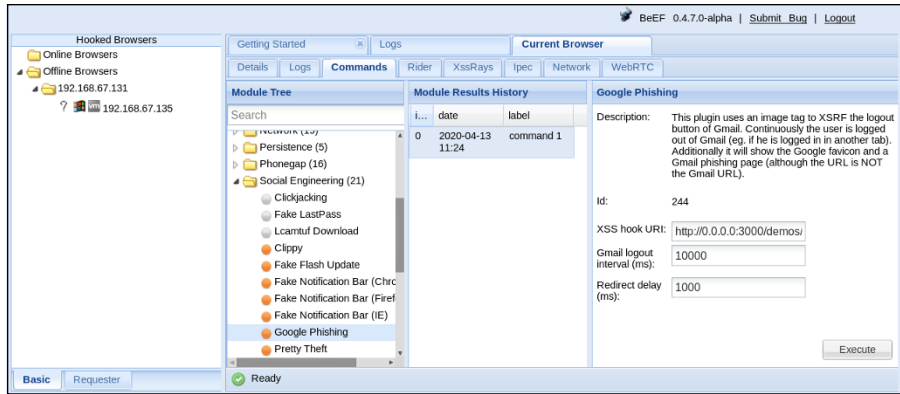 BeEF 0.4.7.0-alpha | Submit Bug | Logout
Hooked Browsers
Online Browsers
Offline Browsers
192.168.67.131
? vm 192.168.67.135
Basic
Requester
Getting Started
Logs
Current Browser
Details
Logs
Commands
Rider
XssRays
Ipec
Network
WebRTC
Module Tree
Search
Network (19)
Persistence (5)
Phonegap (16)
Social Engineering (21)
Clickjacking
Fake LastPass
Lcamtuf Download
Clippy
Fake Flash Update
Fake Notification Bar (Chrc
Fake Notification Bar (Firef
Fake Notification Bar (IE)
Google Phishing
Pretty Theft
Module Results History
i... date label
0 2020-04-13 command 1
11:24
Google Phishing
Description: This plugin uses an image tag to XSRF the logout
button of Gmail. Continuously the user is logged
out of Gmail (eg. if he is logged in in another tab).
Additionally it will show the Google favicon and a
Gmail phishing page (although the URL is NOT
the Gmail URL).
Id: 244
XSS hook URI: http://0.0.0.0:3000/demos/
Gmail logout
interval (ms): 10000
Redirect delay
(ms): 1000
Execute
Ready